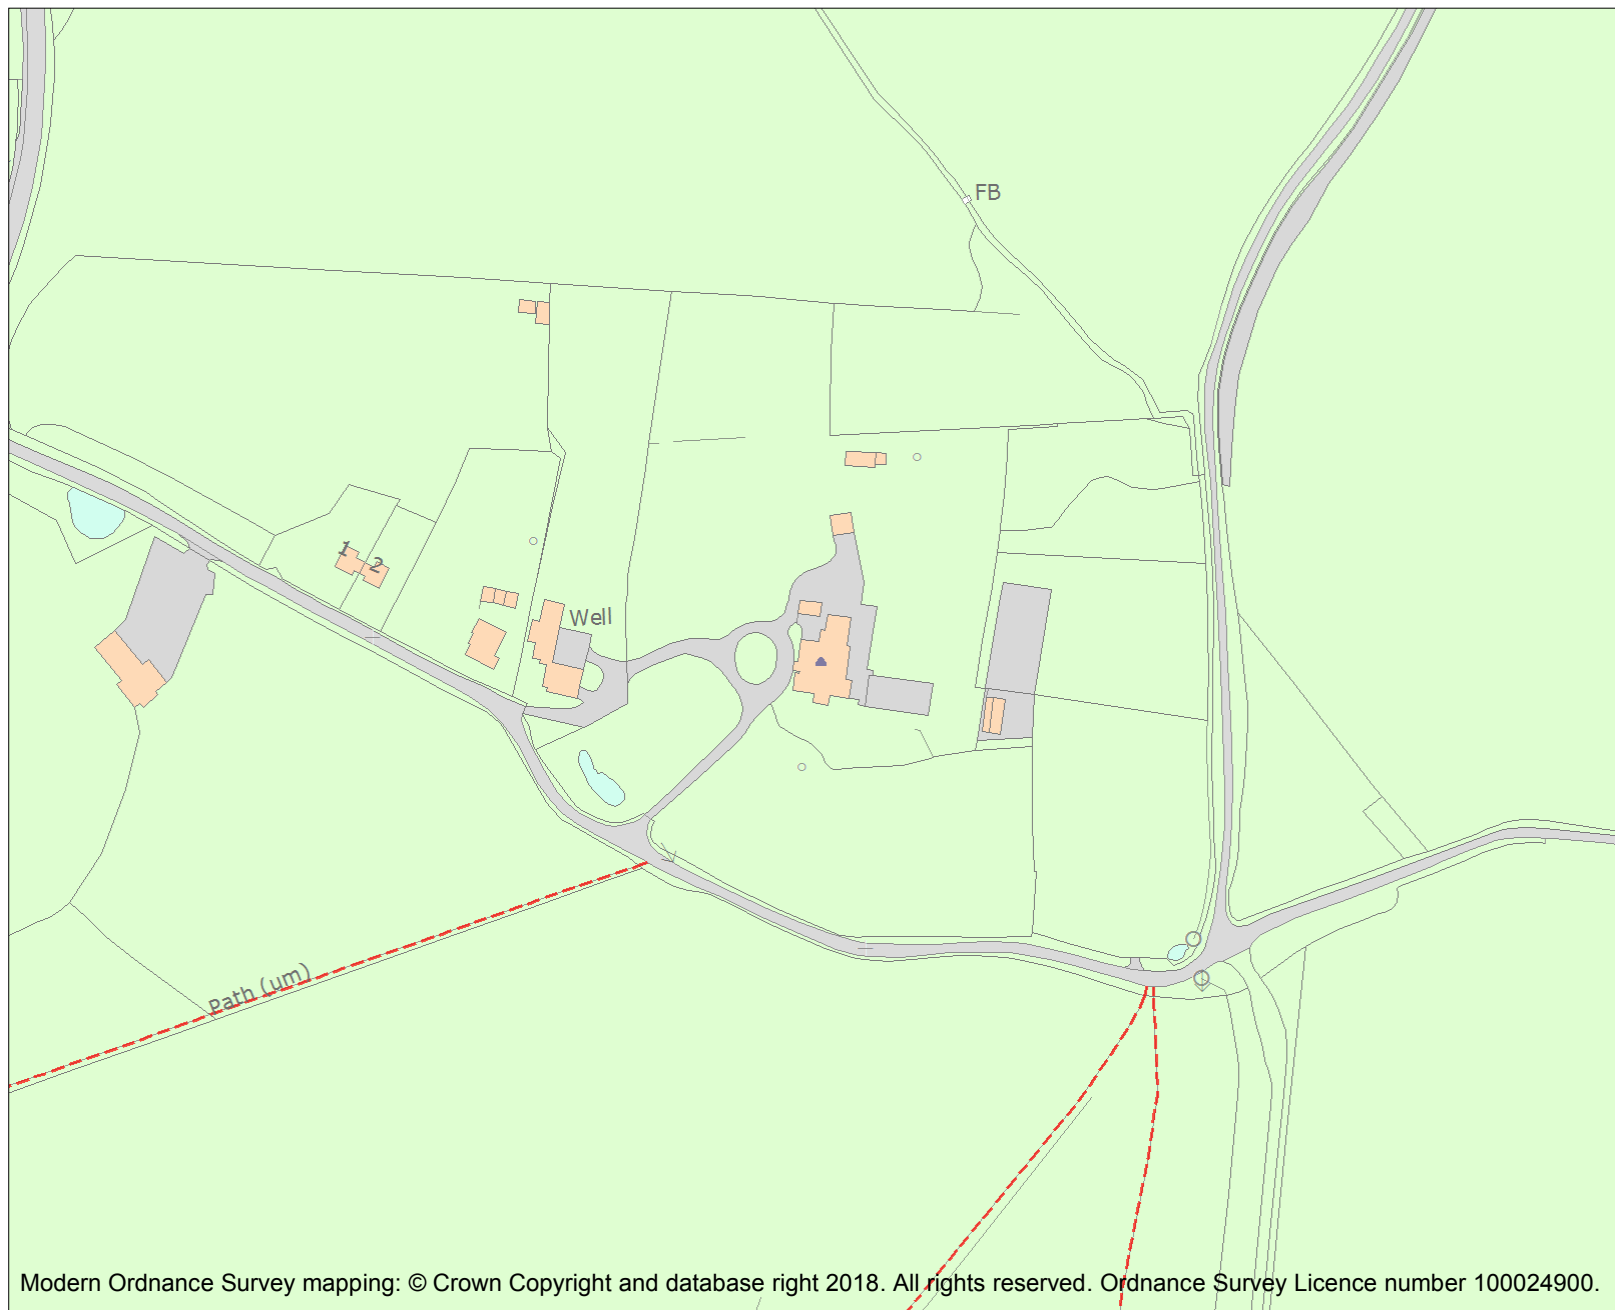 FB
1
2
Well
Path (um)
Modern Ordnance Survey mapping: © Crown Copyright and database right 2018. All rights reserved. Ordnance Survey Licence number 100024900.